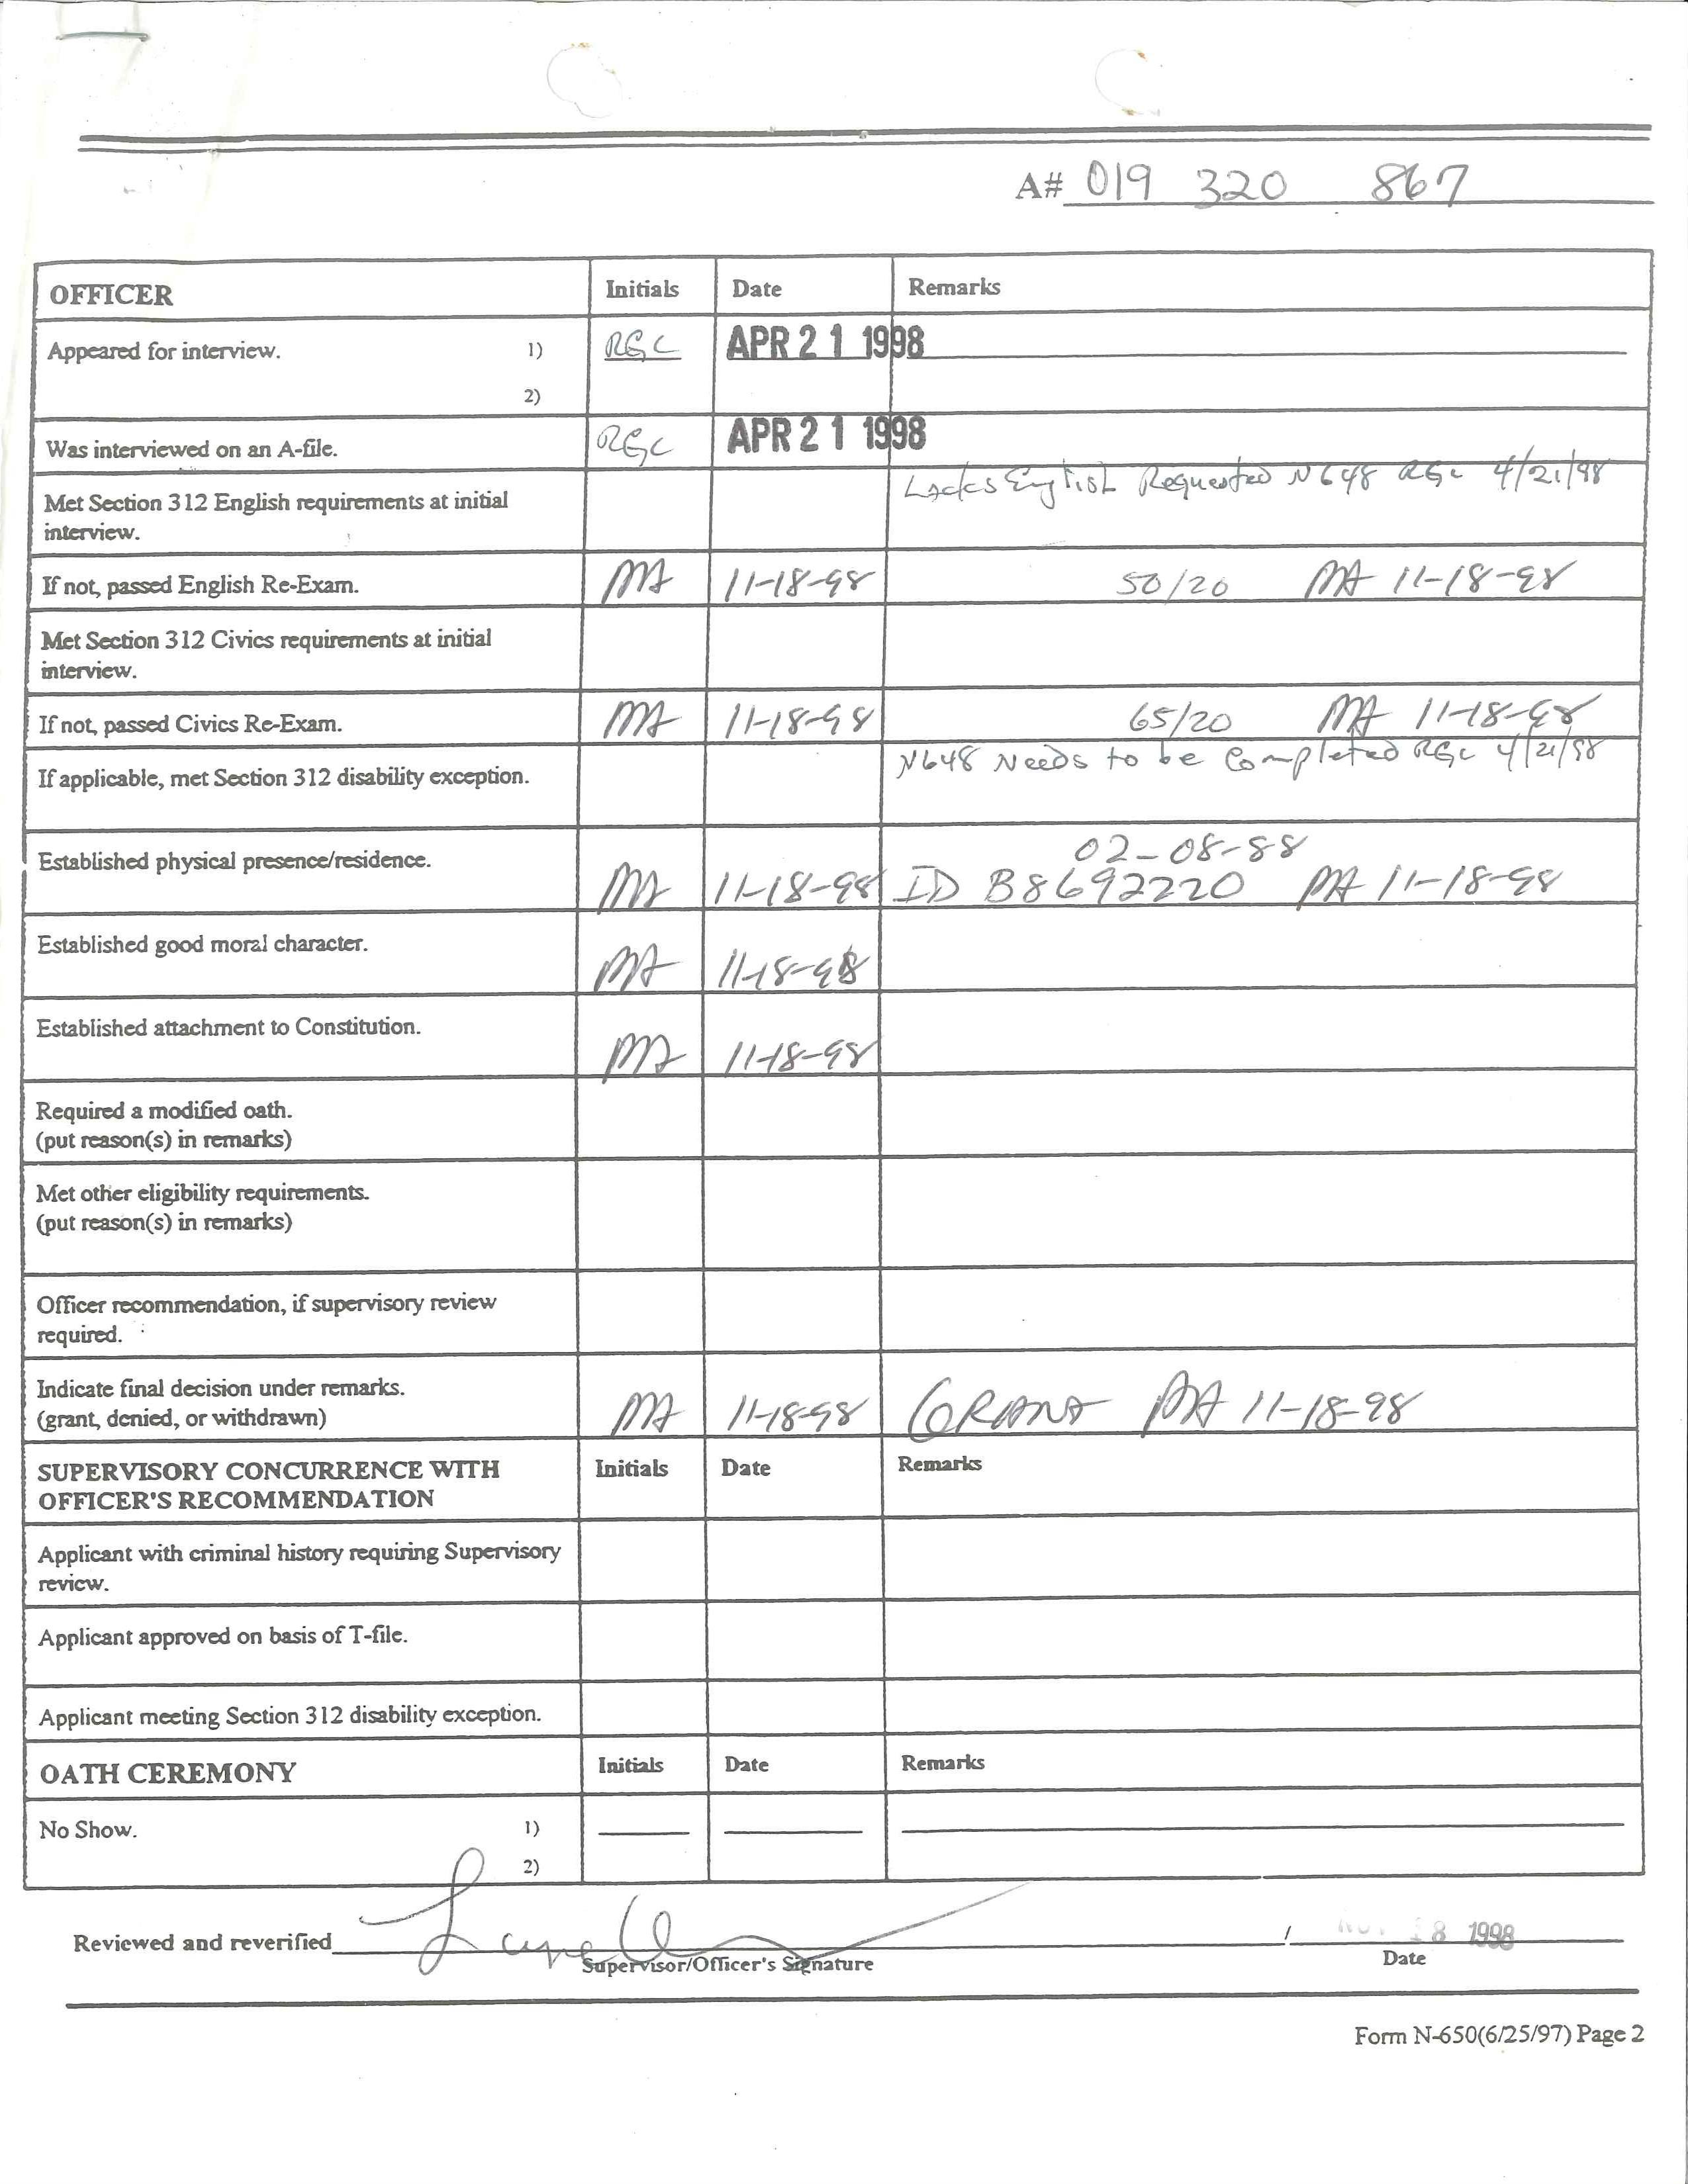 A# 019 320 867
OFFICER Initials Date Remarks
Appeared for interview. 1) RGC APR 21 1998
2)
Was interviewed on an A-file. RGC APR 21 1998
Met Section 312 English requirements at initial interview. Lacks English Requested N648 RGC 4/21/98
If not, passed English Re-Exam. MA 11-18-98 50/20 MA 11-18-98
Met Section 312 Civics requirements at initial
interview.
If not, passed Civics Re-Exam. MA 11-18-98 65/20 MA 11-18-98
If applicable, met Section 312 disability exception. N648 Needs to be Completed RGC 4/21/98
02-08-88
Established physical presence/residence. MA 11-18-98 ID B8692220 MA 11-18-98
Established good moral character. MA 11-18-98
Established attachment to Constitution. MA 11-18-98
Required a modified oath.
(put reason(s) in remarks)
Met other eligibility requirements.
(put reason(s) in remarks)
Officer recommendation, if supervisory review
required.
Indicate final decision under remarks.
(grant, denied, or withdrawn) MA 11-18-98 GRANT MA 11-18-98
SUPERVISORY CONCURRENCE WITH Initials Date Remarks
OFFICER'S RECOMMENDATION
Applicant with criminal history requiring Supervisory
review.
Applicant approved on basis of T-file.
Applicant meeting Section 312 disability exception.
OATH CEREMONY Initials Date Remarks
No Show. 1)
2)
Reviewed and reverified / 18 1998
Supervisor/Officer's Signature Date
Form N-650(6/25/97) Page 2